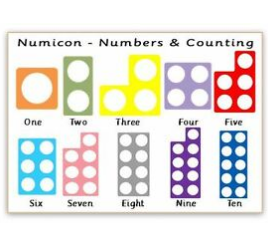 Numicon - Numbers & Counting
One Two Three Four Five
Six Seven Eight Nine Ten